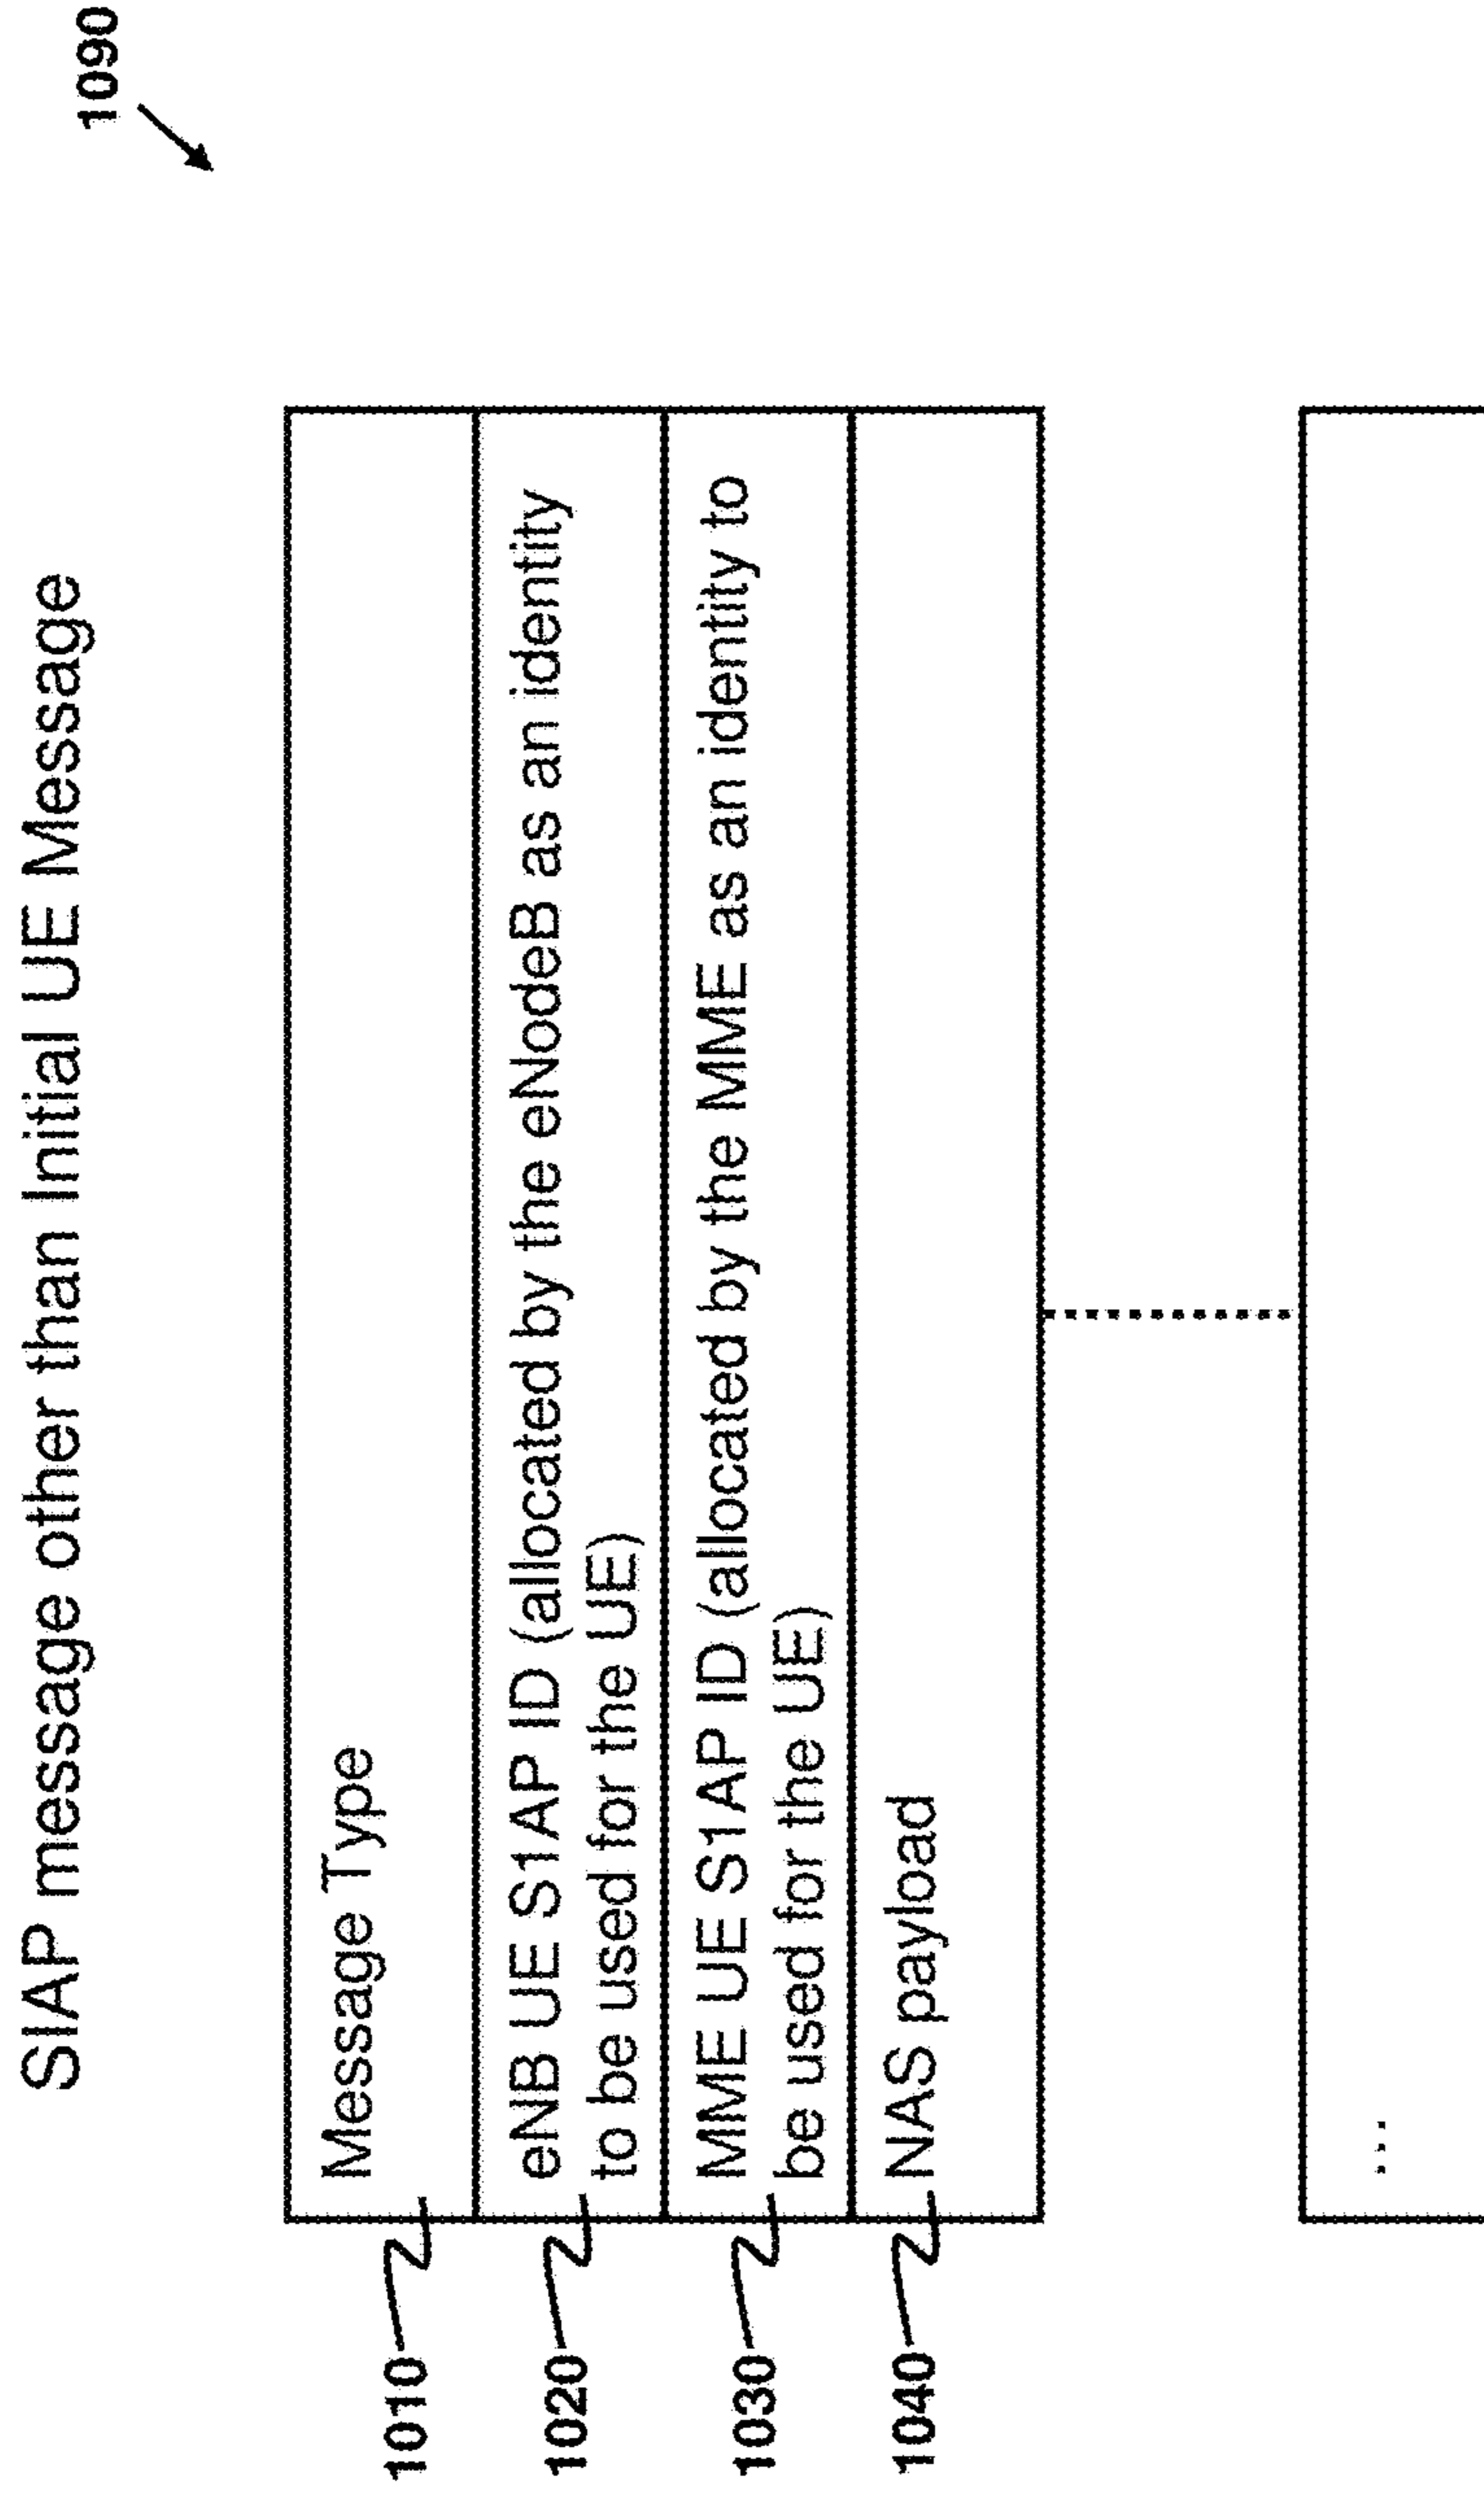 SIAP message other than Initial UE Message
1090
1010
Message Type
1020
eNB UE S1AP ID (allocated by the eNodeB as an identity
to be used for the UE)
1030
MME UE S1AP ID (allocated by the MME as an identity to
be used for the UE)
1040
NAS payload
...